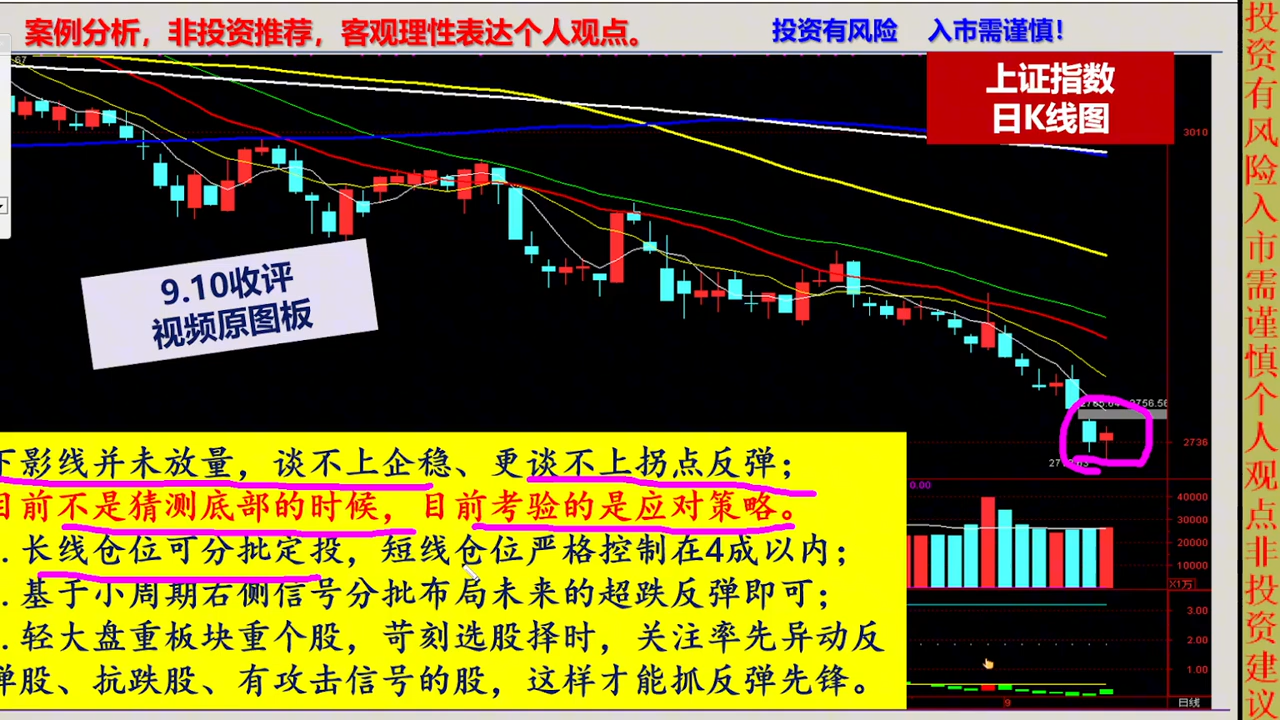 案例分析，非投资推荐，客观理性表达个人观点。
投资有风险 入市需谨慎！
上证指数
日K线图
67
3010
9.10收评
视频原图板
2756.56
2736
影线并未放量，谈不上企稳、更谈不上拐点反弹；
目前不是猜测底部的时候，目前考验的是应对策略。
.长线仓位可分批定投，短线仓位严格控制在4成以内；
.基于小周期右侧信号分批布局未来的超跌反弹即可；
.轻大盘重板块重个股，苛刻选股择时，关注率先异动反
弹股、抗跌股、有攻击信号的股，这样才能抓反弹先锋。
0.00
40000
30000
20000
10000
X1万
3.00
2.00
1.00
9
日线
投资有风险入市需谨慎个人观点非投资建议